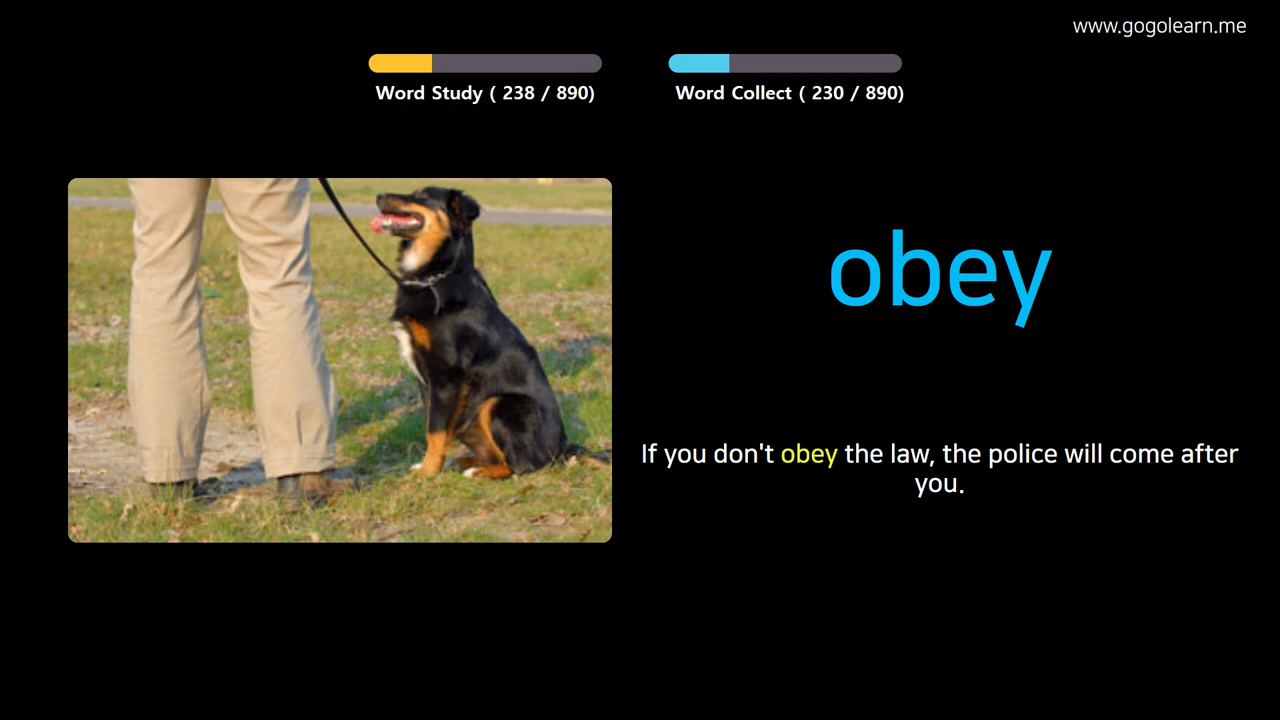 www.gogolearn.me
Word Study ( 238 / 890)
Word Collect ( 230 / 890)
obey
If you don't obey the law, the police will come after
you.